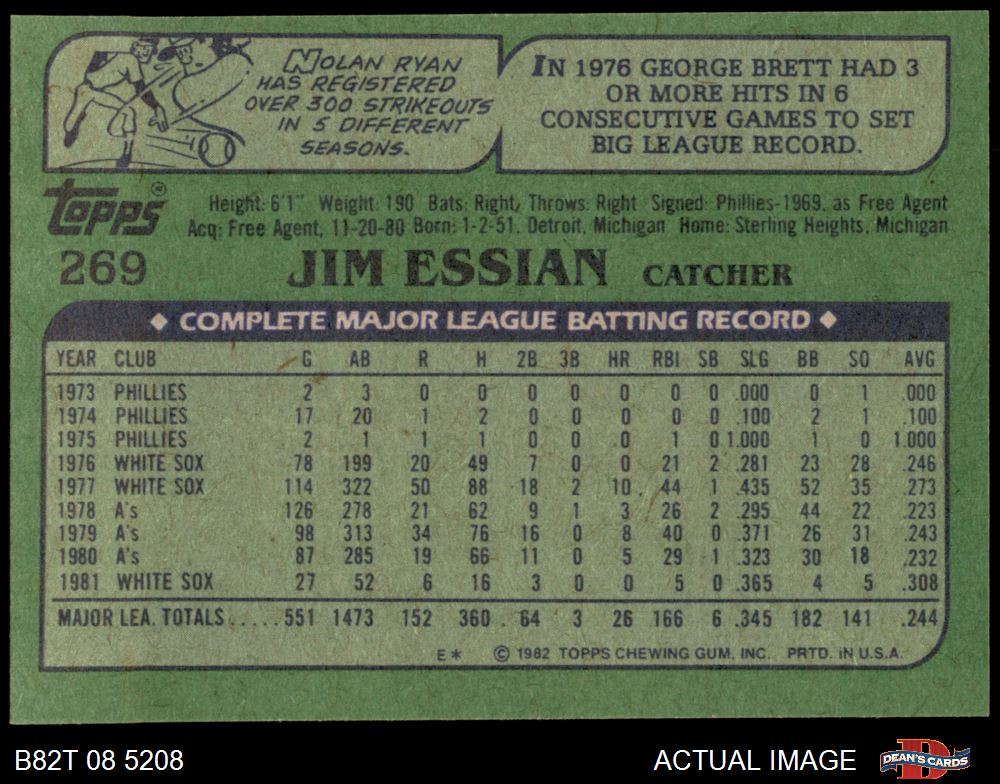 NOLAN RYAN
HAS REGISTERED
OVER 300 STRIKEOUTS
IN 5 DIFFERENT
SEASONS.
IN 1976 GEORGE BRETT HAD 3
OR MORE HITS IN 6
CONSECUTIVE GAMES TO SET
BIG LEAGUE RECORD.
Topps®
Height: 6'1" Weight: 190 Bats: Right, Throws: Right Signed: Phillies-1969, as Free Agent
Acq: Free Agent, 11-20-80 Born: 1-2-51, Detroit, Michigan Home: Sterling Heights, Michigan
269 JIM ESSIAN CATCHER
◆ COMPLETE MAJOR LEAGUE BATTING RECORD ◆
YEAR CLUB G AB R H 2B 3B HR RBI SB SLG BB SO AVG
1973 PHILLIES 2 3 0 0 0 0 0 0 0 .000 0 1 .000
1974 PHILLIES 17 20 1 2 0 0 0 0 0 .100 2 1 .100
1975 PHILLIES 2 1 1 1 0 0 0 1 0 1.000 1 0 1.000
1976 WHITE SOX 78 199 20 49 7 0 0 21 2 .281 23 28 .246
1977 WHITE SOX 114 322 50 88 18 2 10 44 1 .435 52 35 .273
1978 A's 126 278 21 62 9 1 3 26 2 .295 44 22 .223
1979 A's 98 313 34 76 16 0 8 40 0 .371 26 31 .243
1980 A's 87 285 19 66 11 0 5 29 1 .323 30 18 .232
1981 WHITE SOX 27 52 6 16 3 0 0 5 0 .365 4 5 .308
MAJOR LEA. TOTALS.....551 1473 152 360 64 3 26 166 6 .345 182 141 .244
E* © 1982 TOPPS CHEWING GUM, INC. PRTD. IN U.S.A.
B82T 08 5208 ACTUAL IMAGE DEAN'S CARDS